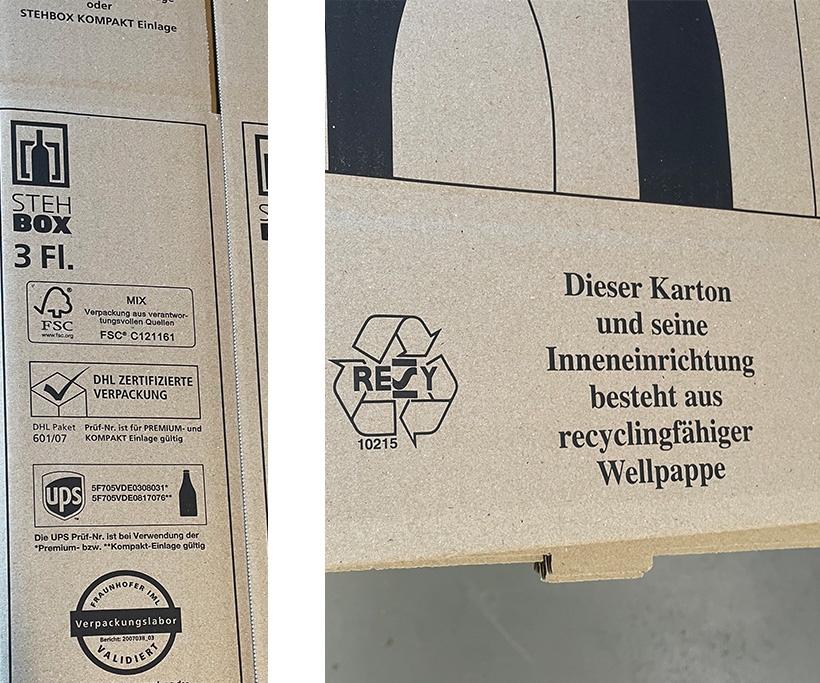 oder
STEHBOX KOMPAKT Einlage
STEH
BOX
3 Fl.
FSC
www.fsc.org
MIX
Verpackung aus verantwor-
tungsvollen Quellen
FSC® C121161
DHL ZERTIFIZIERTE
VERPACKUNG
DHL Paket
601/07
Prüf-Nr. ist für PREMIUM- und
KOMPAKT Einlage gültig
ups
5F705VDE0308031*
5F705VDE0817076**
Die UPS Prüf-Nr. ist bei Verwendung der
*Premium- bzw. **Kompakt-Einlage gültig
FRAUNHOFER IML
Verpackungslabor
Bericht: 2007038_03
VALIDIERT
RESY
10215
Dieser Karton
und seine
Inneneinrichtung
besteht aus
recyclingfähiger
Wellpappe